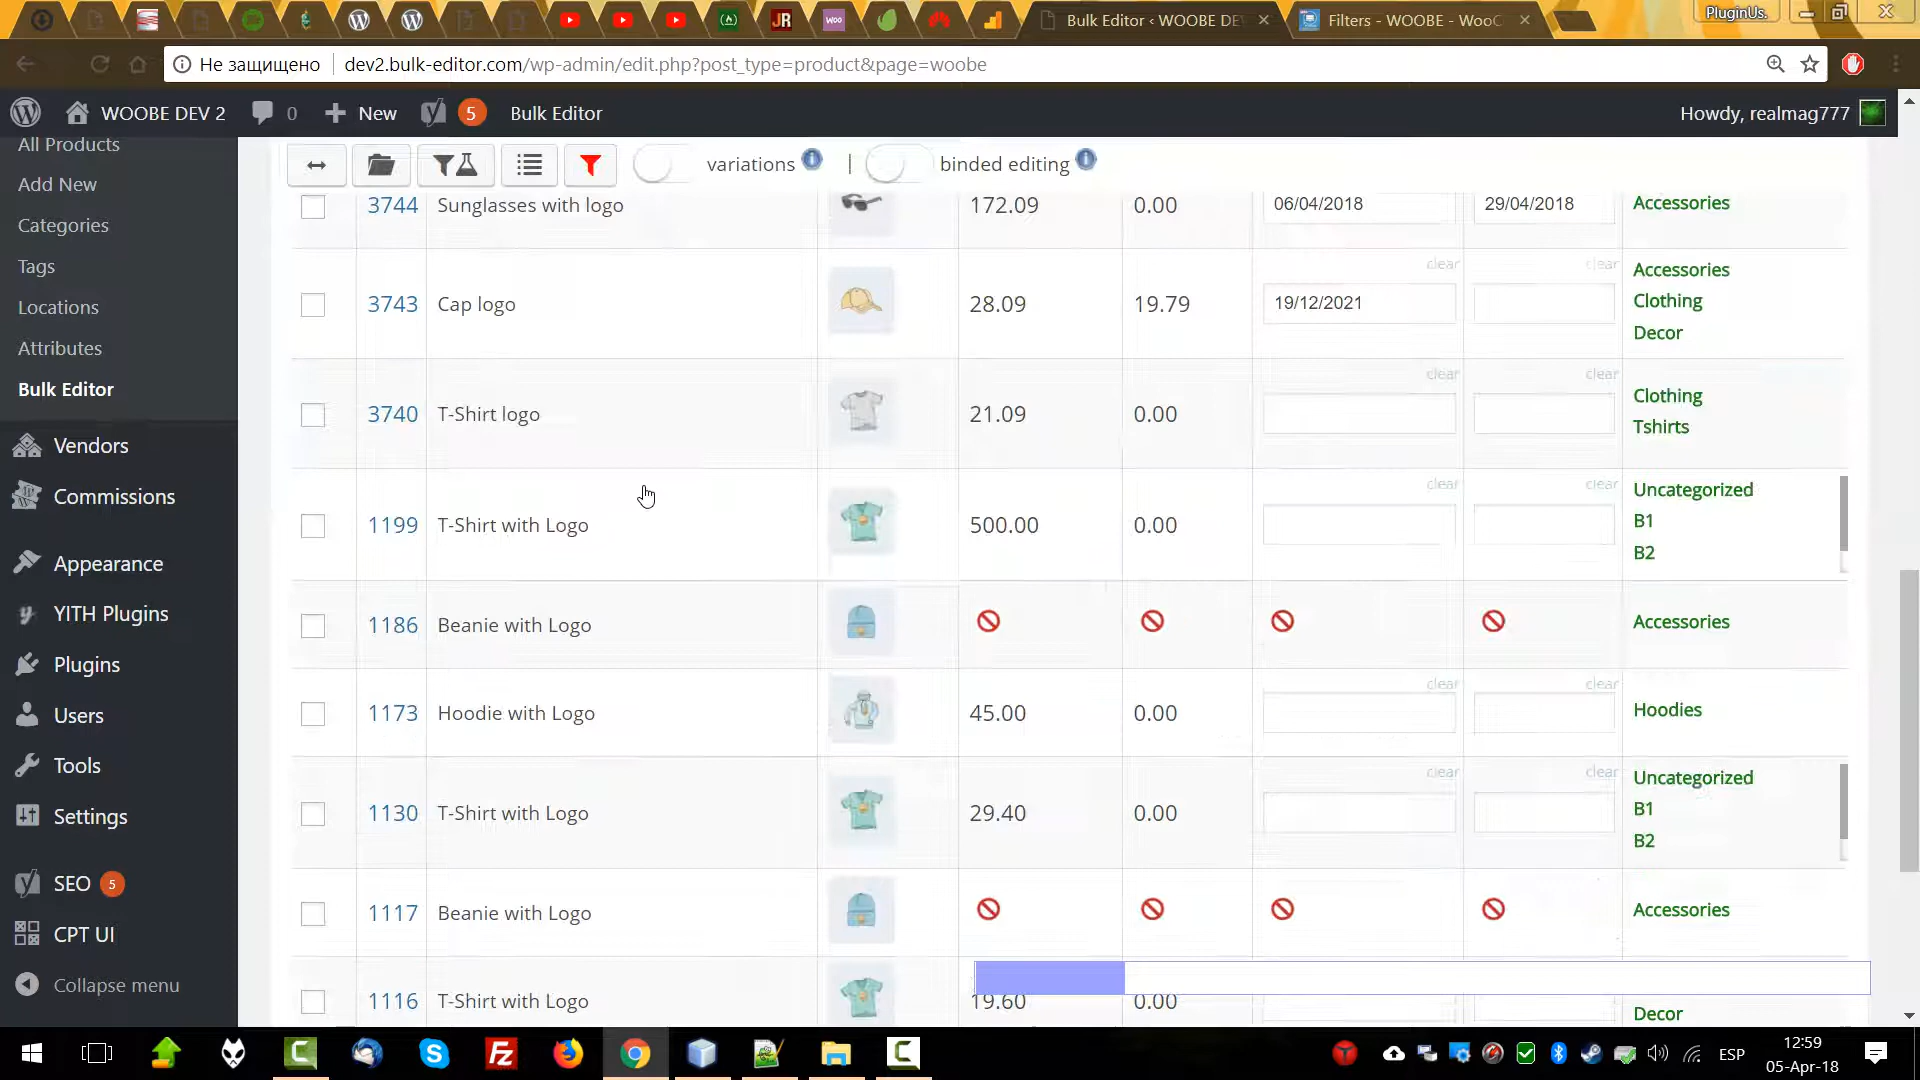 PluginUs.
Bulk Editor ‹ WOOBE DE
Filters - WOOBE - WooC
Не защищено
dev2.bulk-editor.com/wp-admin/edit.php?post_type=product&page=woobe
WOOBE DEV 2
0
New
5
Bulk Editor
Howdy, realmag777
All Products
Add New
Categories
Tags
Locations
Attributes
Bulk Editor
Vendors
Commissions
Appearance
YITH Plugins
Plugins
Users
Tools
Settings
SEO 5
CPT UI
Collapse menu
variations
|
binded editing
3744 Sunglasses with logo 172.09 0.00 06/04/2018 29/04/2018 Accessories
clear clear
3743 Cap logo 28.09 19.79 19/12/2021
Accessories
Clothing
Decor
clear clear
3740 T-Shirt logo 21.09 0.00
Clothing
Tshirts
clear clear
1199 T-Shirt with Logo 500.00 0.00
Uncategorized
B1
B2
1186 Beanie with Logo Accessories
clear clear
1173 Hoodie with Logo 45.00 0.00 Hoodies
clear clear
1130 T-Shirt with Logo 29.40 0.00
Uncategorized
B1
B2
1117 Beanie with Logo Accessories
1116 T-Shirt with Logo 19.60 0.00
Decor
ESP
12:59
05-Apr-18